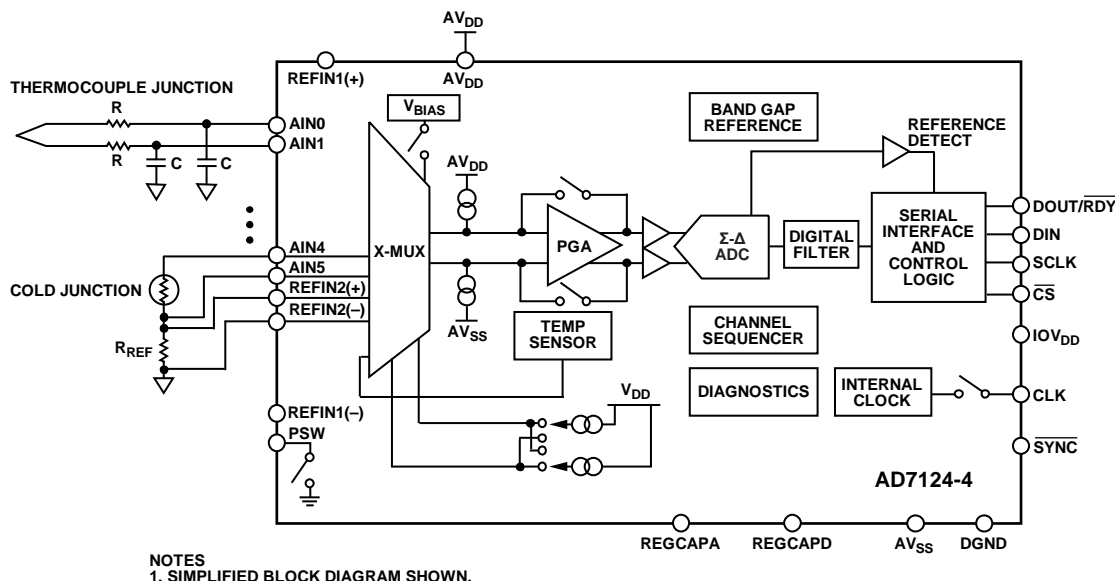 AVDD
REFIN1(+)
AVDD
THERMOCOUPLE JUNCTION
R
R
C
C
AIN0
AIN1
VBIAS
BAND GAP
REFERENCE
REFERENCE
DETECT
AVDD
X-MUX
PGA
Σ-Δ
ADC
DIGITAL
FILTER
SERIAL
INTERFACE
AND
CONTROL
LOGIC
DOUT/RDY
DIN
SCLK
CS
AIN4
AIN5
REFIN2(+)
REFIN2(–)
COLD JUNCTION
RREF
AVSS
TEMP
SENSOR
CHANNEL
SEQUENCER
IOVDD
DIAGNOSTICS
INTERNAL
CLOCK
CLK
VDD
REFIN1(–)
PSW
SYNC
AD7124-4
REGCAPA
REGCAPD
AVSS
DGND
NOTES
1. SIMPLIFIED BLOCK DIAGRAM SHOWN.